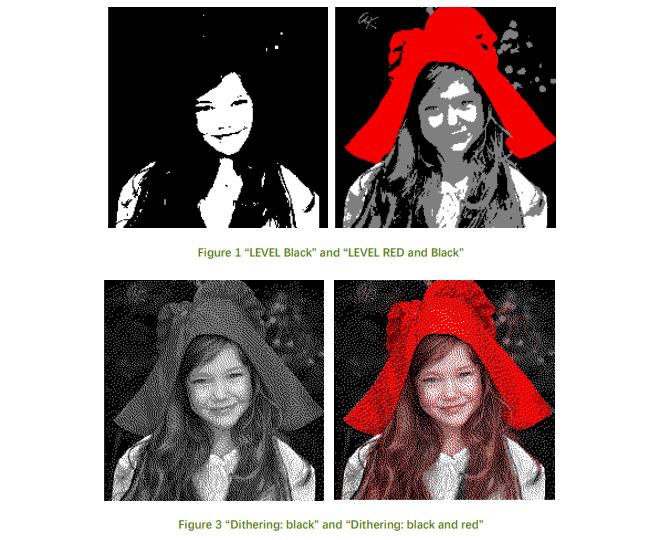 Figure 1 “LEVEL Black” and “LEVEL RED and Black”
Figure 3 “Dithering: black” and “Dithering: black and red”